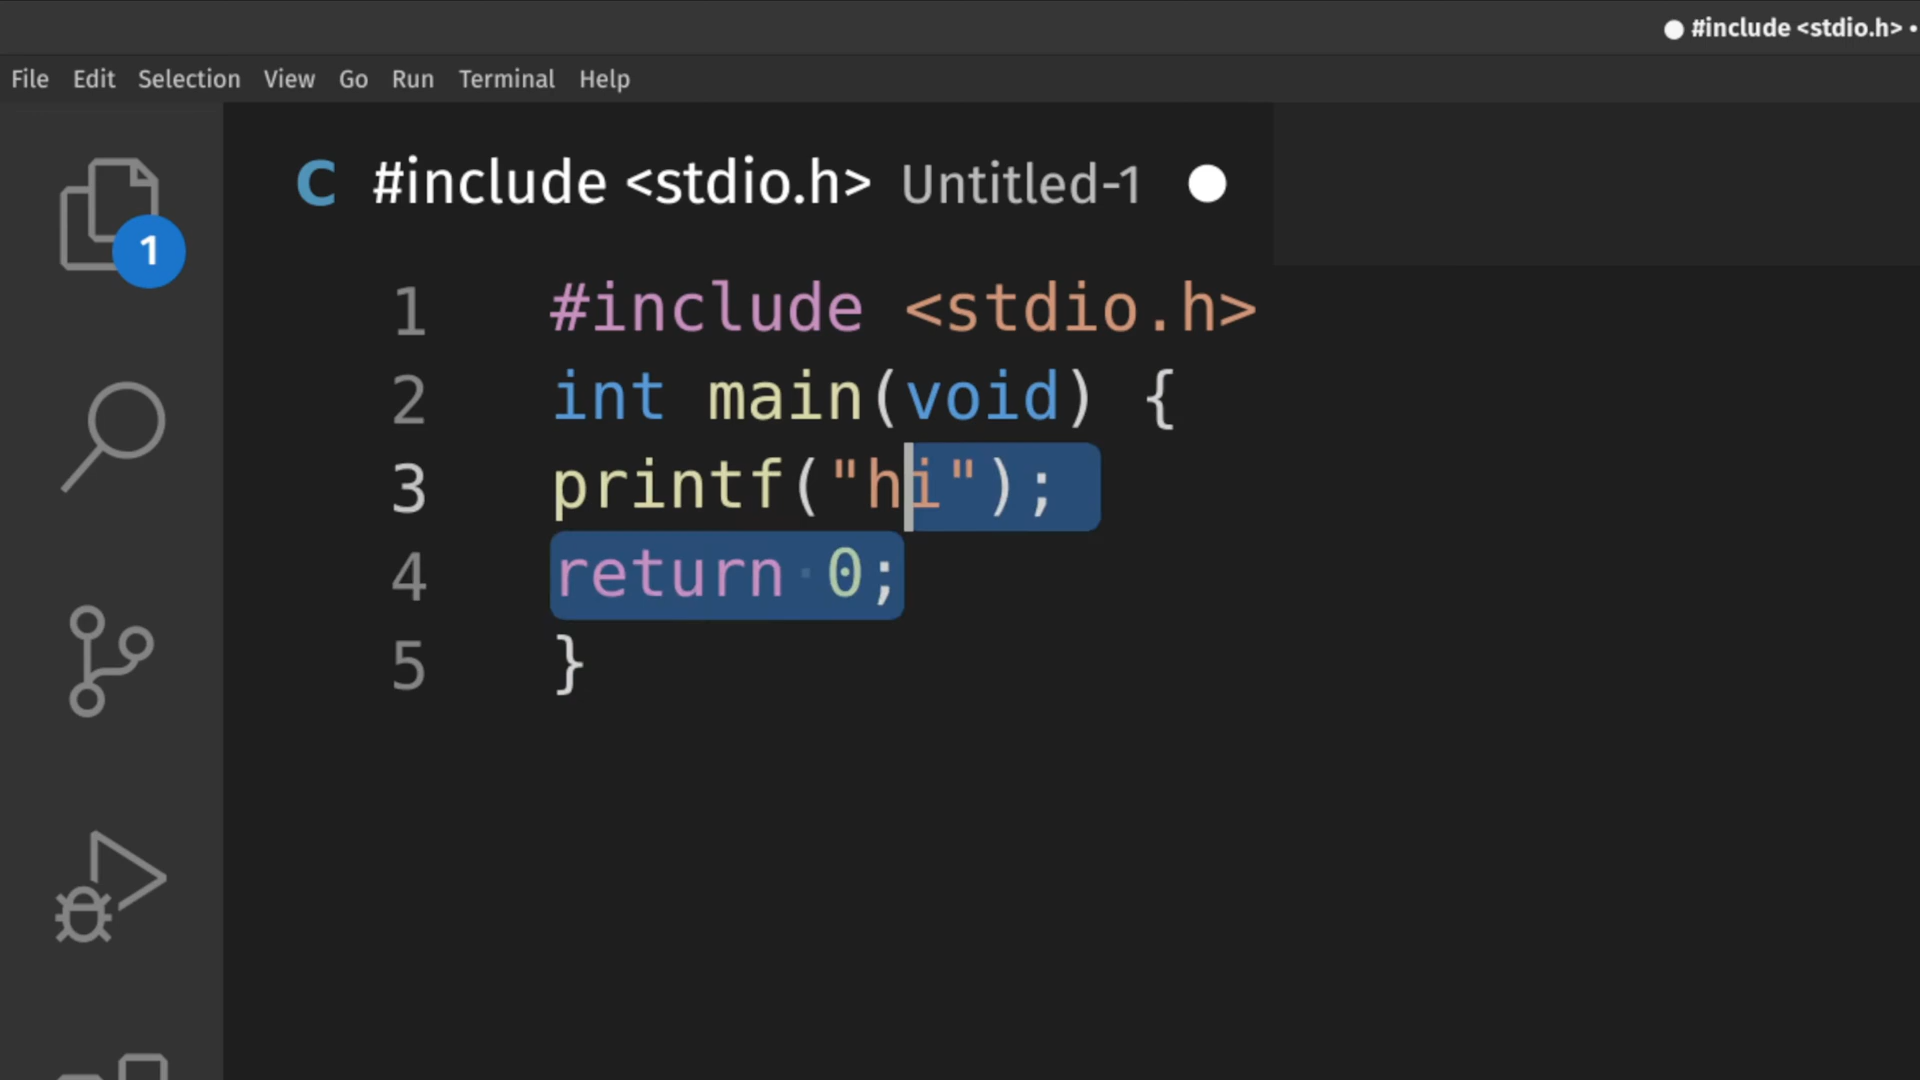 ● #include <stdio.h> •
File Edit Selection View Go Run Terminal Help
C #include <stdio.h> Untitled-1 ●
1
1 #include <stdio.h>
2 int main(void) {
3 printf("hi");
4 return 0;
5 }